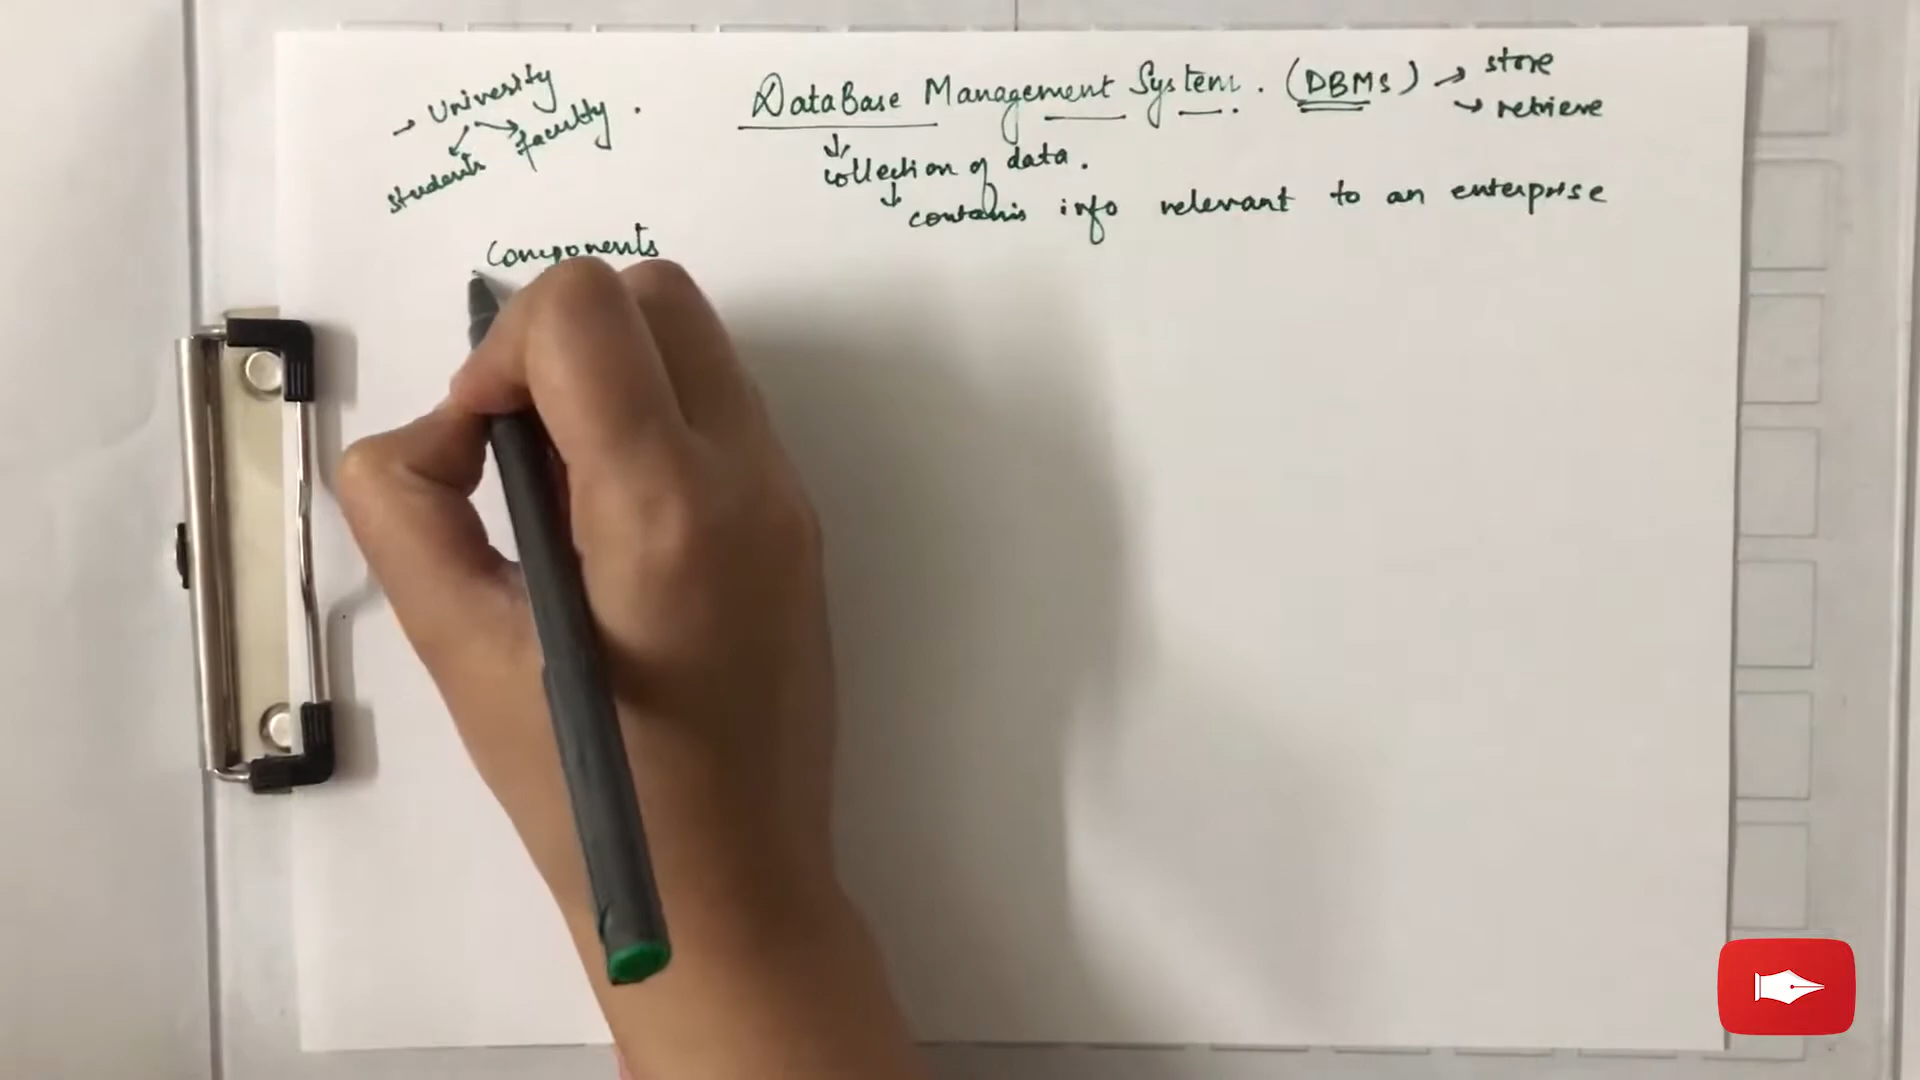 → University
students faculty.
DataBase Management System. (DBMS) → store
→ retrieve
collection of data.
contains info relevant to an enterprise
Components